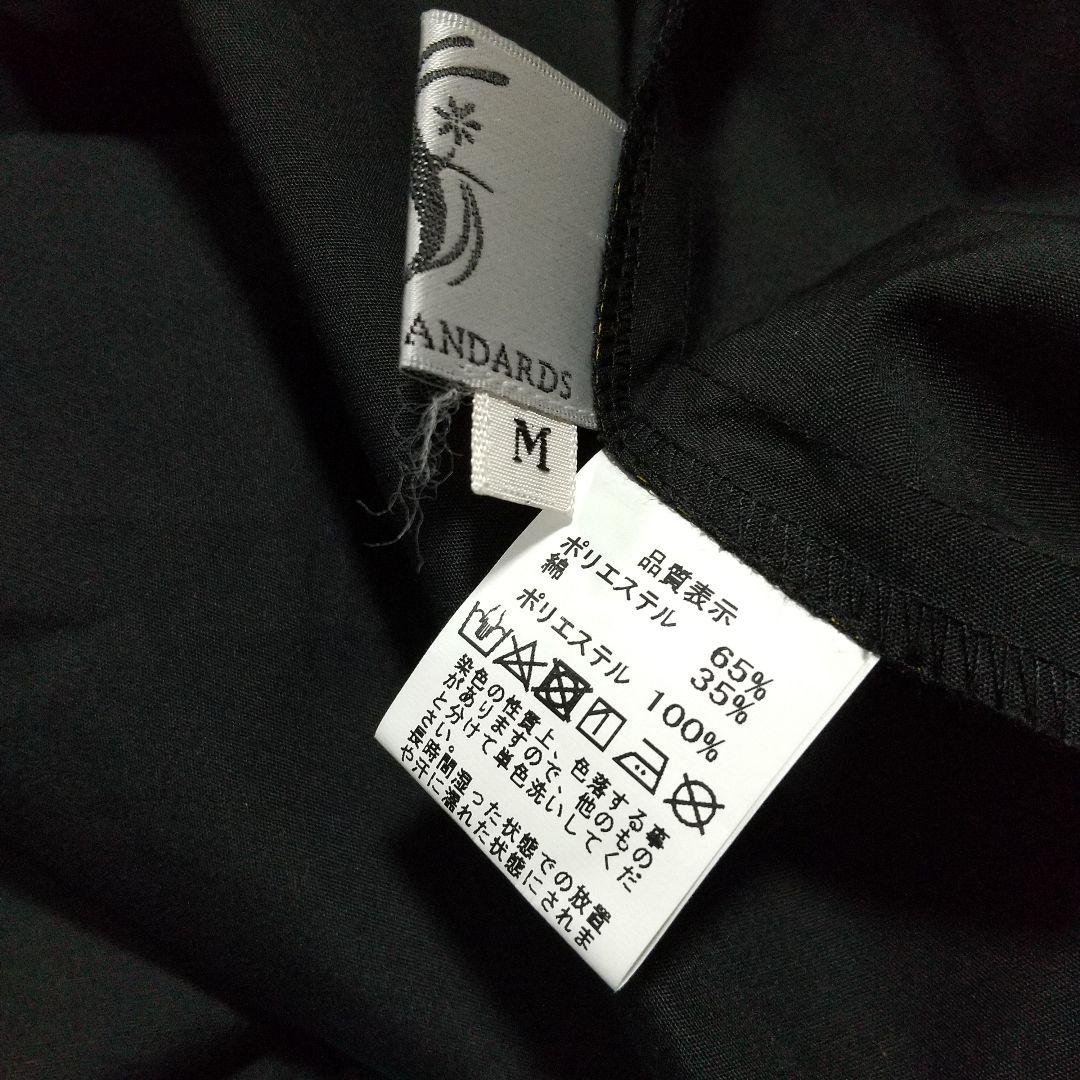 ANDARDS
M
品質表示
ポリエステル 65%
綿 35%
ポリエステル 100%
染色の性質上、色落する事
がありますので、他のもの
と分けて単色洗いしてくだ
さい。
長時間湿った状態での放置
や汗に濡れた状態にされま